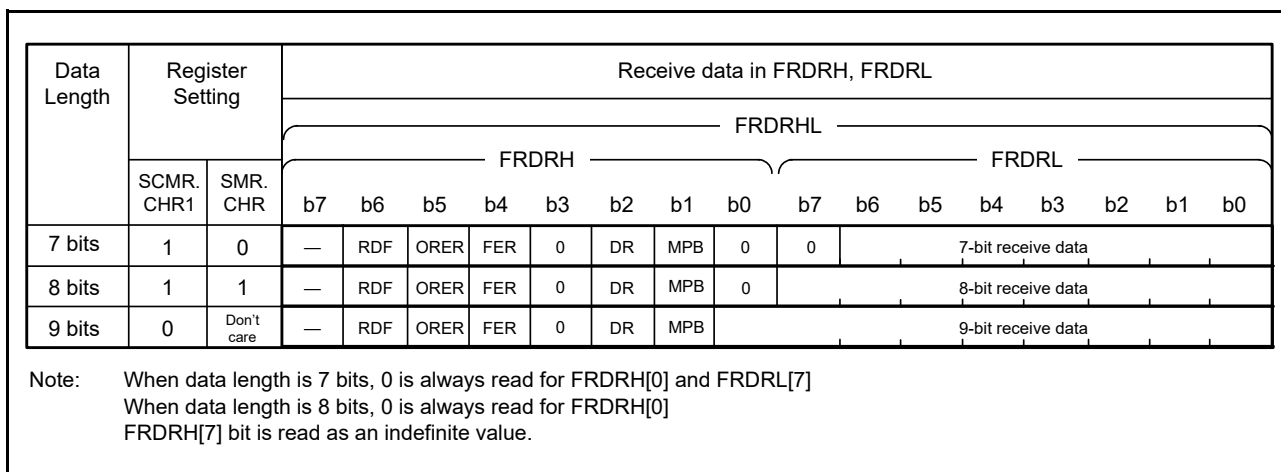 Data Length
Register Setting
Receive data in FRDRH, FRDRL
FRDRHL
FRDRH
FRDRL
SCMR. CHR1
SMR. CHR
b7 b6 b5 b4 b3 b2 b1 b0 b7 b6 b5 b4 b3 b2 b1 b0
7 bits 1 0 — RDF ORER FER 0 DR MPB 0 0 7-bit receive data
8 bits 1 1 — RDF ORER FER 0 DR MPB 0 8-bit receive data
9 bits 0 Don't care — RDF ORER FER 0 DR MPB 9-bit receive data
Note: When data length is 7 bits, 0 is always read for FRDRH[0] and FRDRL[7]
When data length is 8 bits, 0 is always read for FRDRH[0]
FRDRH[7] bit is read as an indefinite value.